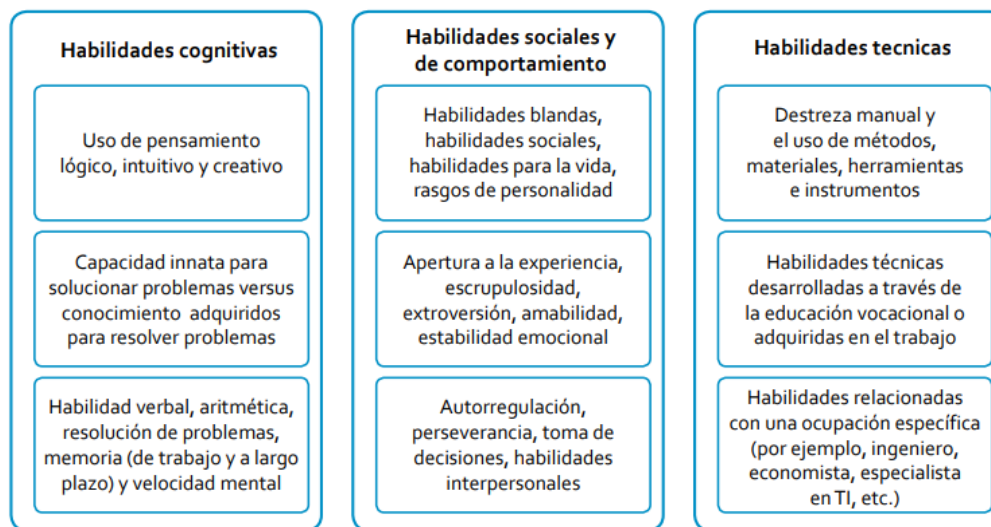 Habilidades cognitivas
Uso de pensamiento
lógico, intuitivo y creativo
Capacidad innata para
solucionar problemas versus
conocimiento adquiridos
para resolver problemas
Habilidad verbal, aritmética,
resolución de problemas,
memoria (de trabajo y a largo
plazo) y velocidad mental
Habilidades sociales y
de comportamiento
Habilidades blandas,
habilidades sociales,
habilidades para la vida,
rasgos de personalidad
Apertura a la experiencia,
escrupulosidad,
extroversión, amabilidad,
estabilidad emocional
Autorregulación,
perseverancia, toma de
decisiones, habilidades
interpersonales
Habilidades tecnicas
Destreza manual y
el uso de métodos,
materiales, herramientas
e instrumentos
Habilidades técnicas
desarrolladas a través de
la educación vocacional o
adquiridas en el trabajo
Habilidades relacionadas
con una ocupación específica
(por ejemplo, ingeniero,
economista, especialista
en TI, etc.)